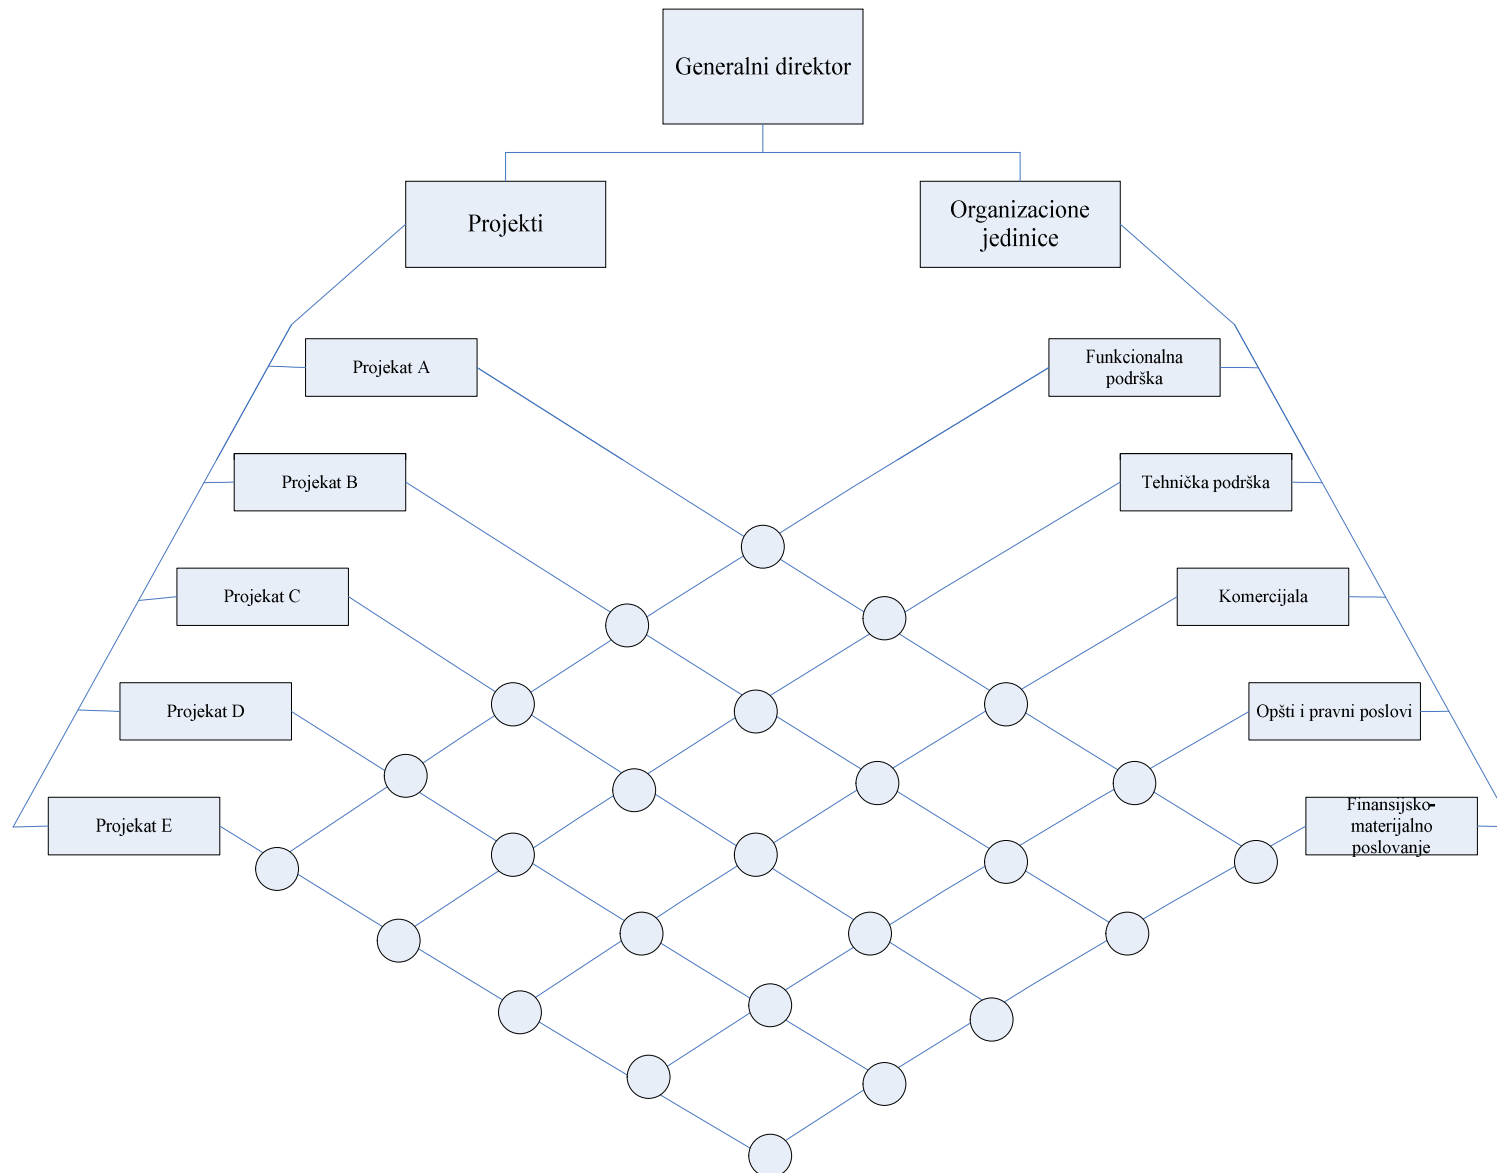 Generalni direktor
Projekti
Organizacione
jedinice
Projekat A
Funkcionalna
podrška
Projekat B
Tehnička podrška
Projekat C
Komercijala
Projekat D
Opšti i pravni poslovi
Projekat E
Finansijsko-
materijalno
poslovanje